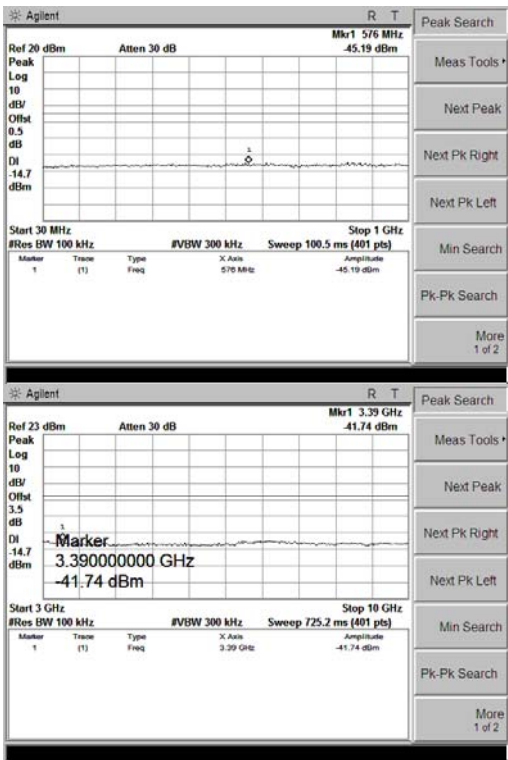 Agilent R T
Peak Search
Mkr1 576 MHz
Ref 20 dBm Atten 30 dB -45.19 dBm
Peak
Log
10
dB/
Offst
0.5
dB
DI
-14.7
dBm
1
Start 30 MHz Stop 1 GHz
#Res BW 100 kHz #VBW 300 kHz Sweep 100.5 ms (401 pts)
Marker Trace Type X Axis Amplitude
1 (1) Freq 576 MHz -45.19 dBm
Meas Tools
Next Peak
Next Pk Right
Next Pk Left
Min Search
Pk-Pk Search
More
1 of 2
Agilent R T
Peak Search
Mkr1 3.39 GHz
Ref 23 dBm Atten 30 dB -41.74 dBm
Peak
Log
10
dB/
Offst
3.5
dB
DI
-14.7
dBm
1
Marker
3.390000000 GHz
-41.74 dBm
Start 3 GHz Stop 10 GHz
#Res BW 100 kHz #VBW 300 kHz Sweep 725.2 ms (401 pts)
Marker Trace Type X Axis Amplitude
1 (1) Freq 3.39 GHz -41.74 dBm
Meas Tools
Next Peak
Next Pk Right
Next Pk Left
Min Search
Pk-Pk Search
More
1 of 2